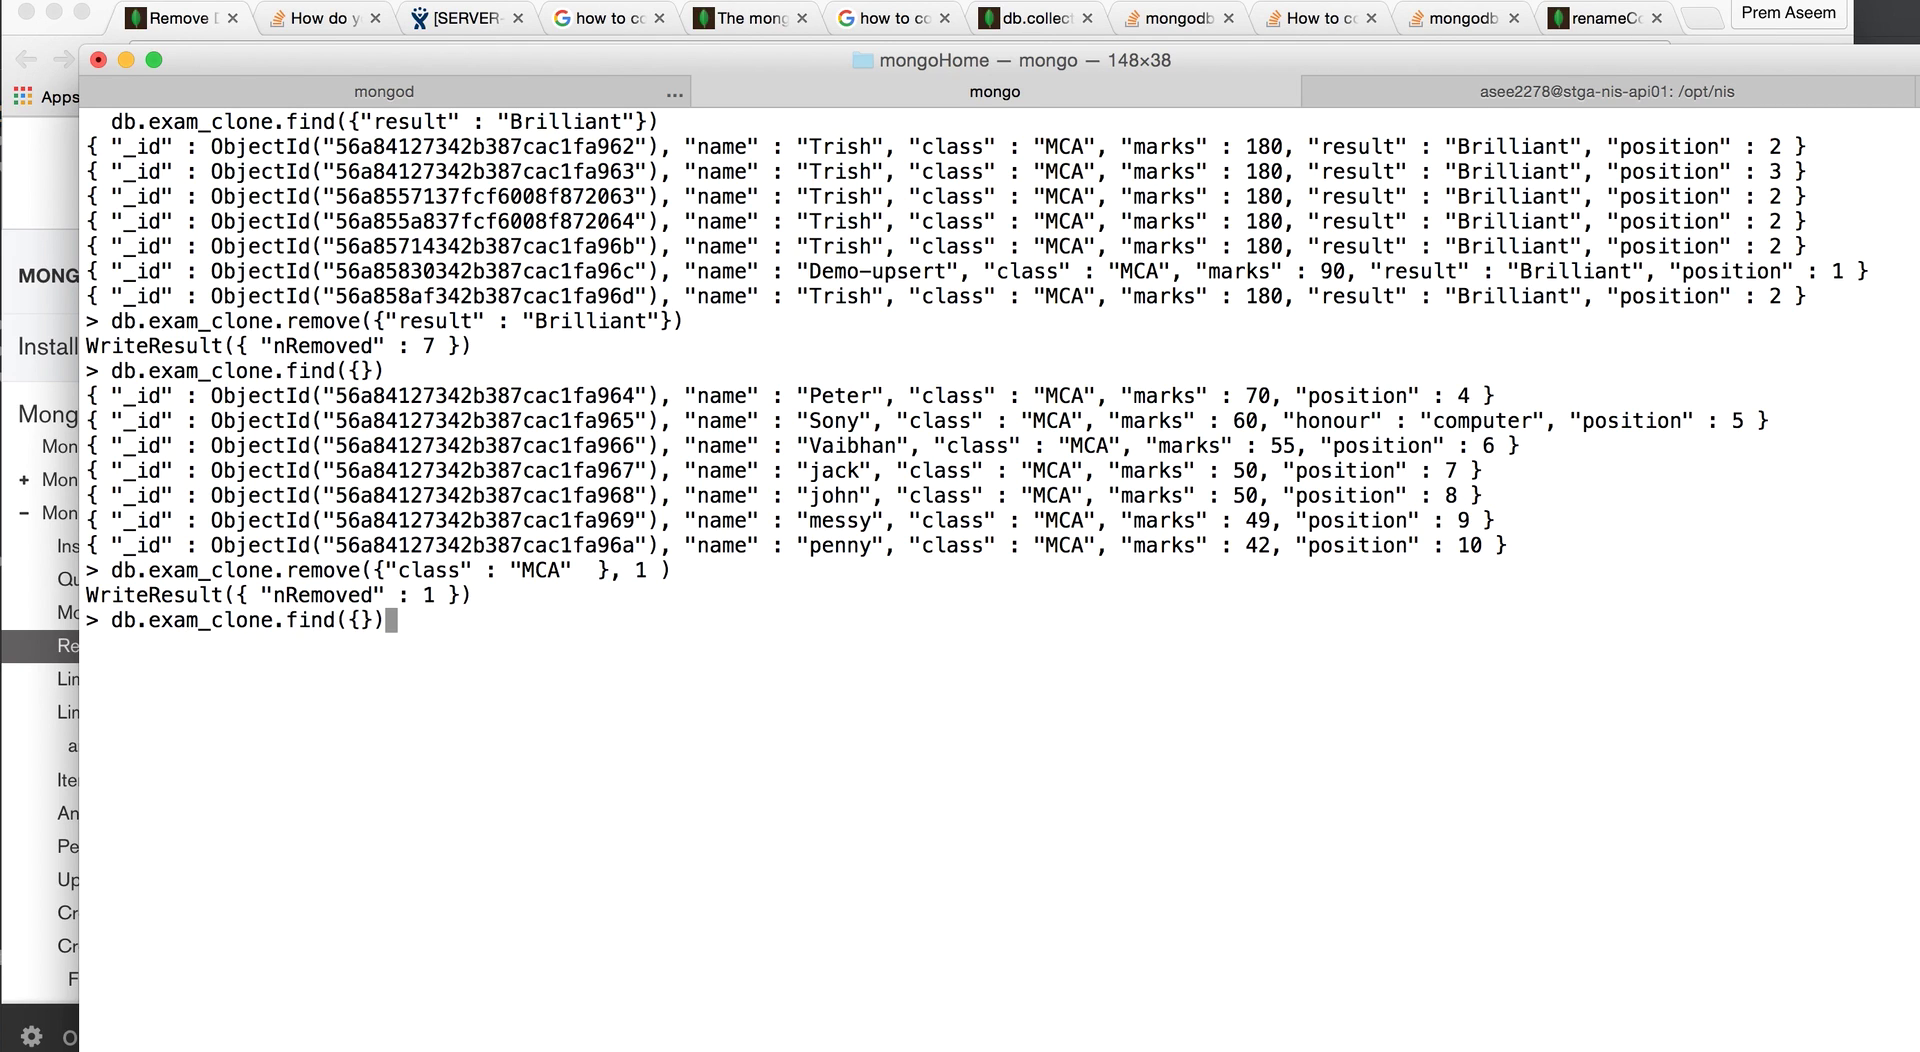 Remove D
How do y
[SERVER-
how to co
The mong
how to co
db.collect
mongodb
How to co
mongodb
renameCo
Prem Aseem
mongoHome — mongo — 148×38
Apps
mongod
...
mongo
asee2278@stga-nis-api01: /opt/nis
db.exam_clone.find({"result" : "Brilliant"})
{ "_id" : ObjectId("56a84127342b387cac1fa962"), "name" : "Trish", "class" : "MCA", "marks" : 180, "result" : "Brilliant", "position" : 2 }
{ "_id" : ObjectId("56a84127342b387cac1fa963"), "name" : "Trish", "class" : "MCA", "marks" : 180, "result" : "Brilliant", "position" : 3 }
{ "_id" : ObjectId("56a8557137fcf6008f872063"), "name" : "Trish", "class" : "MCA", "marks" : 180, "result" : "Brilliant", "position" : 2 }
{ "_id" : ObjectId("56a855a837fcf6008f872064"), "name" : "Trish", "class" : "MCA", "marks" : 180, "result" : "Brilliant", "position" : 2 }
{ "_id" : ObjectId("56a85714342b387cac1fa96b"), "name" : "Trish", "class" : "MCA", "marks" : 180, "result" : "Brilliant", "position" : 2 }
{ "_id" : ObjectId("56a85830342b387cac1fa96c"), "name" : "Demo-upsert", "class" : "MCA", "marks" : 90, "result" : "Brilliant", "position" : 1 }
{ "_id" : ObjectId("56a858af342b387cac1fa96d"), "name" : "Trish", "class" : "MCA", "marks" : 180, "result" : "Brilliant", "position" : 2 }
> db.exam_clone.remove({"result" : "Brilliant"})
WriteResult({ "nRemoved" : 7 })
> db.exam_clone.find({})
{ "_id" : ObjectId("56a84127342b387cac1fa964"), "name" : "Peter", "class" : "MCA", "marks" : 70, "position" : 4 }
{ "_id" : ObjectId("56a84127342b387cac1fa965"), "name" : "Sony", "class" : "MCA", "marks" : 60, "honour" : "computer", "position" : 5 }
{ "_id" : ObjectId("56a84127342b387cac1fa966"), "name" : "Vaibhan", "class" : "MCA", "marks" : 55, "position" : 6 }
{ "_id" : ObjectId("56a84127342b387cac1fa967"), "name" : "jack", "class" : "MCA", "marks" : 50, "position" : 7 }
{ "_id" : ObjectId("56a84127342b387cac1fa968"), "name" : "john", "class" : "MCA", "marks" : 50, "position" : 8 }
{ "_id" : ObjectId("56a84127342b387cac1fa969"), "name" : "messy", "class" : "MCA", "marks" : 49, "position" : 9 }
{ "_id" : ObjectId("56a84127342b387cac1fa96a"), "name" : "penny", "class" : "MCA", "marks" : 42, "position" : 10 }
> db.exam_clone.remove({"class" : "MCA"  }, 1 )
WriteResult({ "nRemoved" : 1 })
> db.exam_clone.find({})
MONG
Install
Mong
Mon
+ Mon
− Mon
Ins
Qu
Mo
Re
Lim
Lim
a
Ite
An
Pe
Up
Cr
Cr
F
O